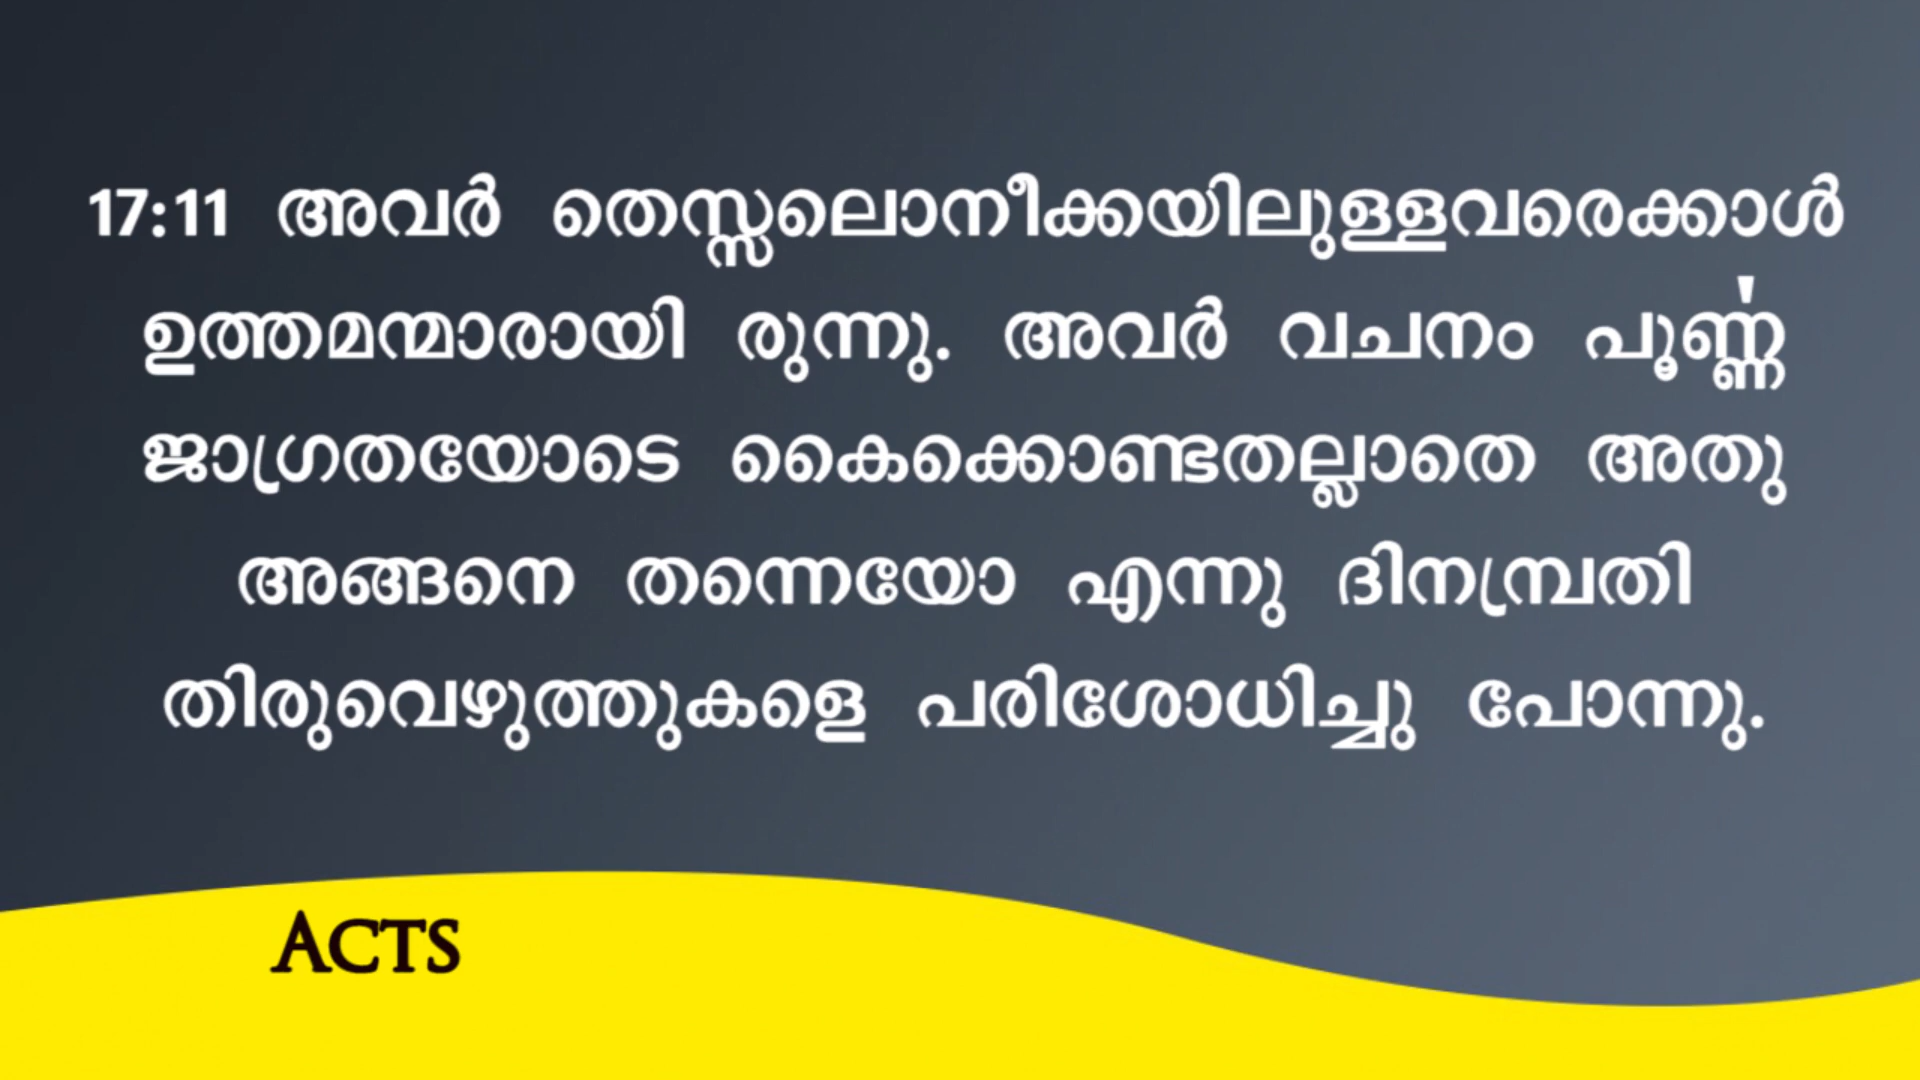 17:11 അവർ തെസ്സലൊനീക്കയിലുള്ളവരെക്കാൾ
ഉത്തമന്മാരായി രുന്നു. അവർ വചനം പൂൎണ്ണ
ജാഗ്രതയോടെ കൈക്കൊണ്ടതല്ലാതെ അതു
അങ്ങനെ തന്നെയോ എന്നു ദിനമ്പ്രതി
തിരുവെഴുത്തുകളെ പരിശോധിച്ചു പോന്നു.
ACTS